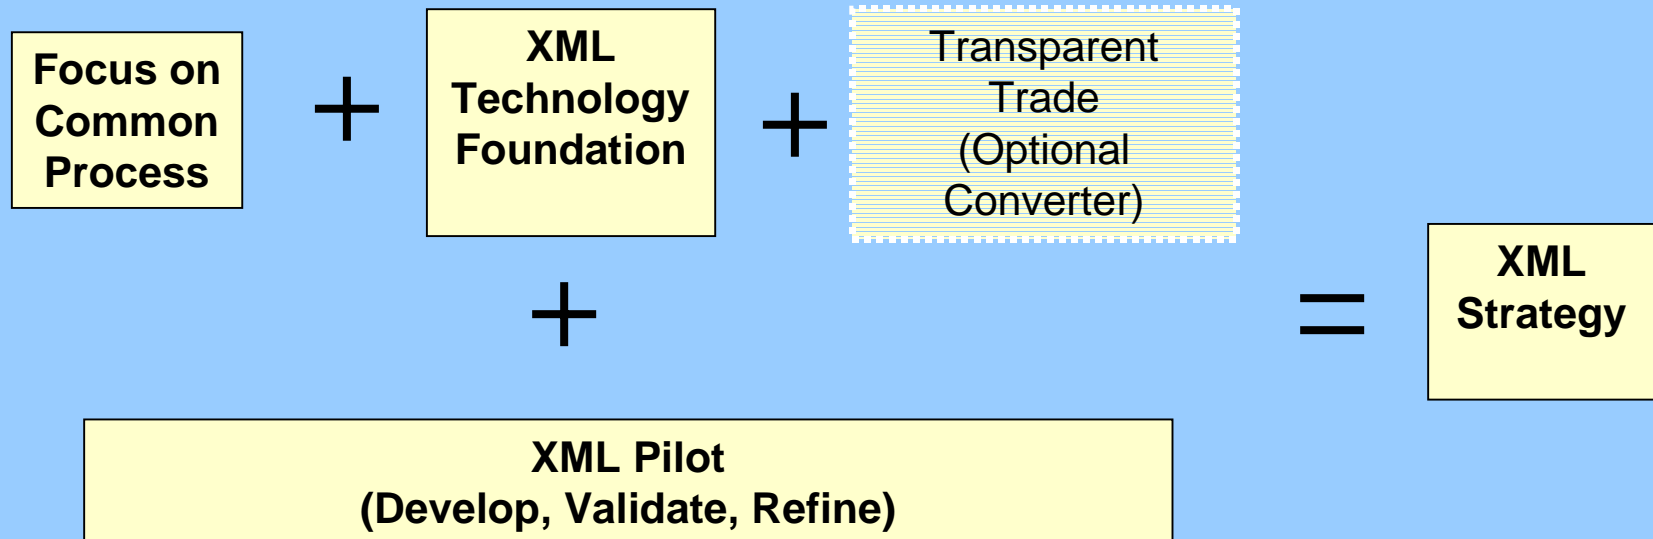 Focus on
Common
Process
+
XML
Technology
Foundation
+
Transparent
Trade
(Optional
Converter)
+
=
XML
Strategy
XML Pilot
(Develop, Validate, Refine)